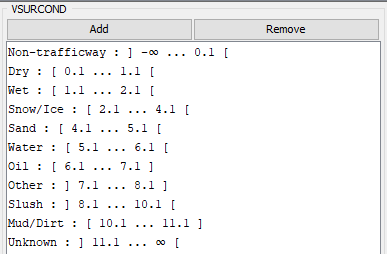 VSURCOND
Add Remove
Non-trafficway : ] -∞ ... 0.1 [
Dry : [ 0.1 ... 1.1 [
Wet : [ 1.1 ... 2.1 [
Snow/Ice : [ 2.1 ... 4.1 [
Sand : [ 4.1 ... 5.1 [
Water : [ 5.1 ... 6.1 [
Oil : [ 6.1 ... 7.1 ]
Other : ] 7.1 ... 8.1 ]
Slush : ] 8.1 ... 10.1 [
Mud/Dirt : [ 10.1 ... 11.1 ]
Unknown : ] 11.1 ... ∞ [